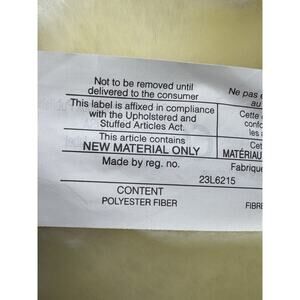 Not to be removed until
delivered to the consumer
Ne pas e
au
This label is affixed in compliance
with the Upholstered and
Stuffed Articles Act.
Cette
confo
les a
This article contains
NEW MATERIAL ONLY
Cet
MATÉRIAU
Made by reg. no.
Fabriqué
23L6215
CONTENT
POLYESTER FIBER
FIBRE